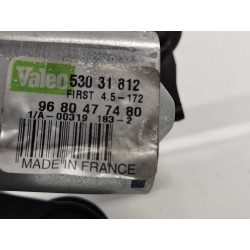 Valeo 530 31 812
FIRST 4.5-172
96 80 47 74 80
1/A-00319 183-2
MADE IN FRANCE